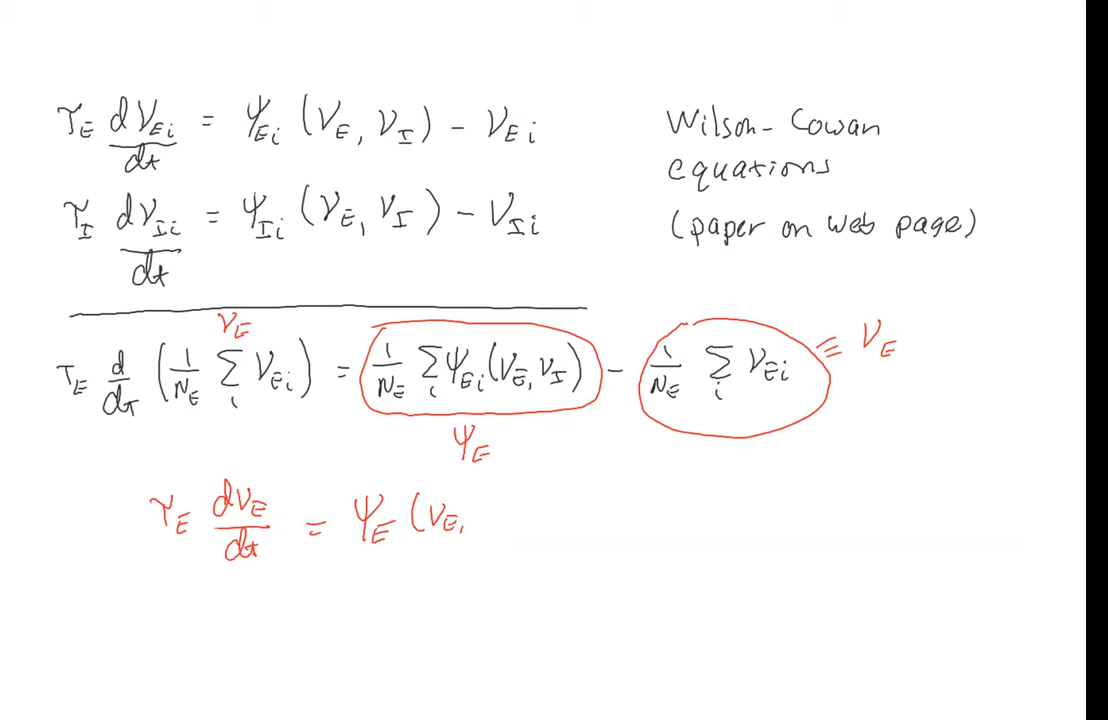 τ_E dν_Ei/dt = ψ_Ei (ν_E, ν_I) - ν_Ei
Wilson-Cowan
equations
τ_I dν_Ii/dt = ψ_Ii (ν_E, ν_I) - ν_Ii
(paper on web page)
ν_E
τ_E d/dt (1/N_E Σ_i ν_Ei) = 1/N_E Σ_i ψ_Ei(ν_E, ν_I) - 1/N_E Σ_i ν_Ei ≡ ν_E
ψ_E
τ_E dν_E/dt = ψ_E (ν_E,